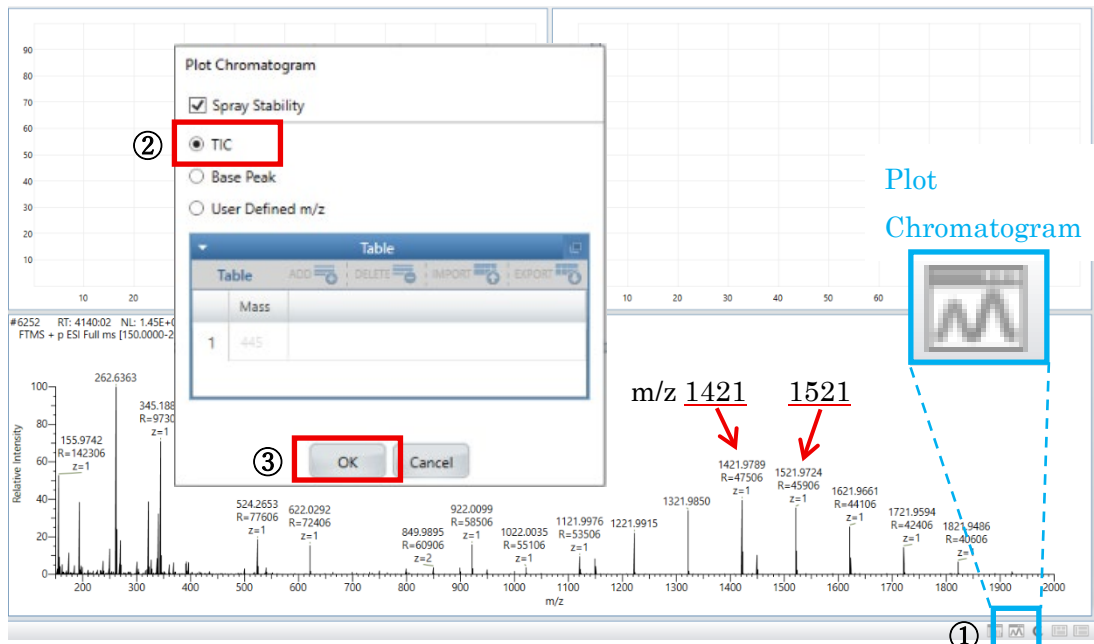 90
80
70
60
50
40
30
20
10
10 20
10 20 30 40 50 60
Plot Chromatogram
Spray Stability
②
TIC
Base Peak
User Defined m/z
Table
Table ADD DELETE IMPORT EXPORT
Mass
1 445
③
OK Cancel
Plot
Chromatogram
#6252 RT: 4140:02 NL: 1.45E+
FTMS + p ESI Full ms [150.0000-2
m/z 1421 1521
Relative Intensity
100
80
60
40
20
0
155.9742
R=142306
z=1
262.6363
345.188
R=9730
z=1
524.2653
R=77606
z=1
622.0292
R=72406
z=1
849.9895
R=60906
z=2
922.0099
R=58506
z=1
1022.0035
R=55106
z=1
1121.9976
R=53506
z=1
1221.9915
1321.9850
1421.9789
R=47506
z=1
1521.9724
R=45906
z=1
1621.9661
R=44106
z=1
1721.9594
R=42406
z=1
1821.9486
R=40606
200 300 400 500 600 700 800 900 1000 1100 1200 1300 1400 1500 1600 1700 1800 1900 2000
m/z
①